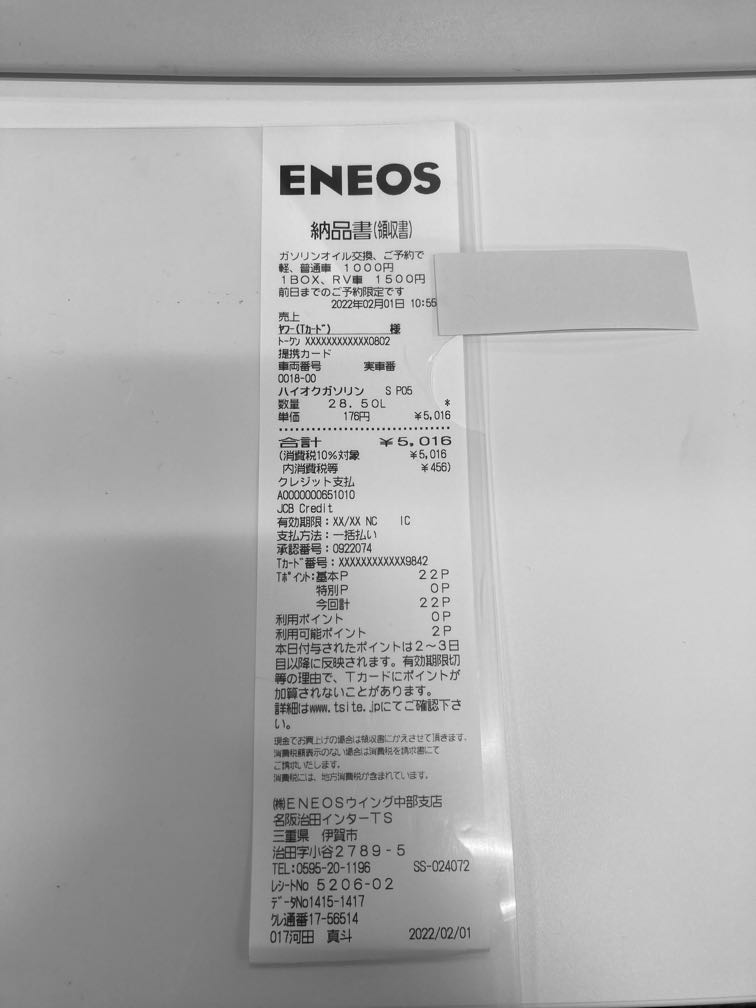 ENEOS
納品書(領収書)
ガソリンオイル交換、ご予約で
軽、普通車 1000円
1BOX、RV車 1500円
前日までのご予約限定です
2022年02月01日 10:55
売上
ヤフー(Tカード) 様
トークン XXXXXXXXXXXX0802
提携カード
車両番号 実車番
0018-00
ハイオクガソリン S P05
数量 28.50L *
単価 176円 ¥5,016
合計 ¥5,016
(消費税10%対象 ¥5,016
内消費税等 ¥456)
クレジット支払
A0000000651010
JCB Credit
有効期限:XX/XX NC IC
支払方法:一括払い
承認番号:0922074
Tカード番号:XXXXXXXXXXXX9842
Tポイント:基本P 22P
特別P 0P
今回計 22P
利用ポイント 0P
利用可能ポイント 2P
本日付与されたポイントは2〜3日
目以降に反映されます。有効期限切
等の理由で、Tカードにポイントが
加算されないことがあります。
詳細はwww.tsite.jpにてご確認下さ
い。
現金でお買上げの場合は領収書にかえさせて頂きます。
消費税額表示のない場合は消費税を請求書にて
ご請求いたします。
消費税には、地方消費税が含まれています。
㈱ENEOSウイング中部支店
名阪治田インターTS
三重県 伊賀市
治田字小谷2789-5
TEL:0595-20-1196 SS-024072
レシートNo 5206-02
データNo1415-1417
クレ通番17-56514
017河田 真斗 2022/02/01